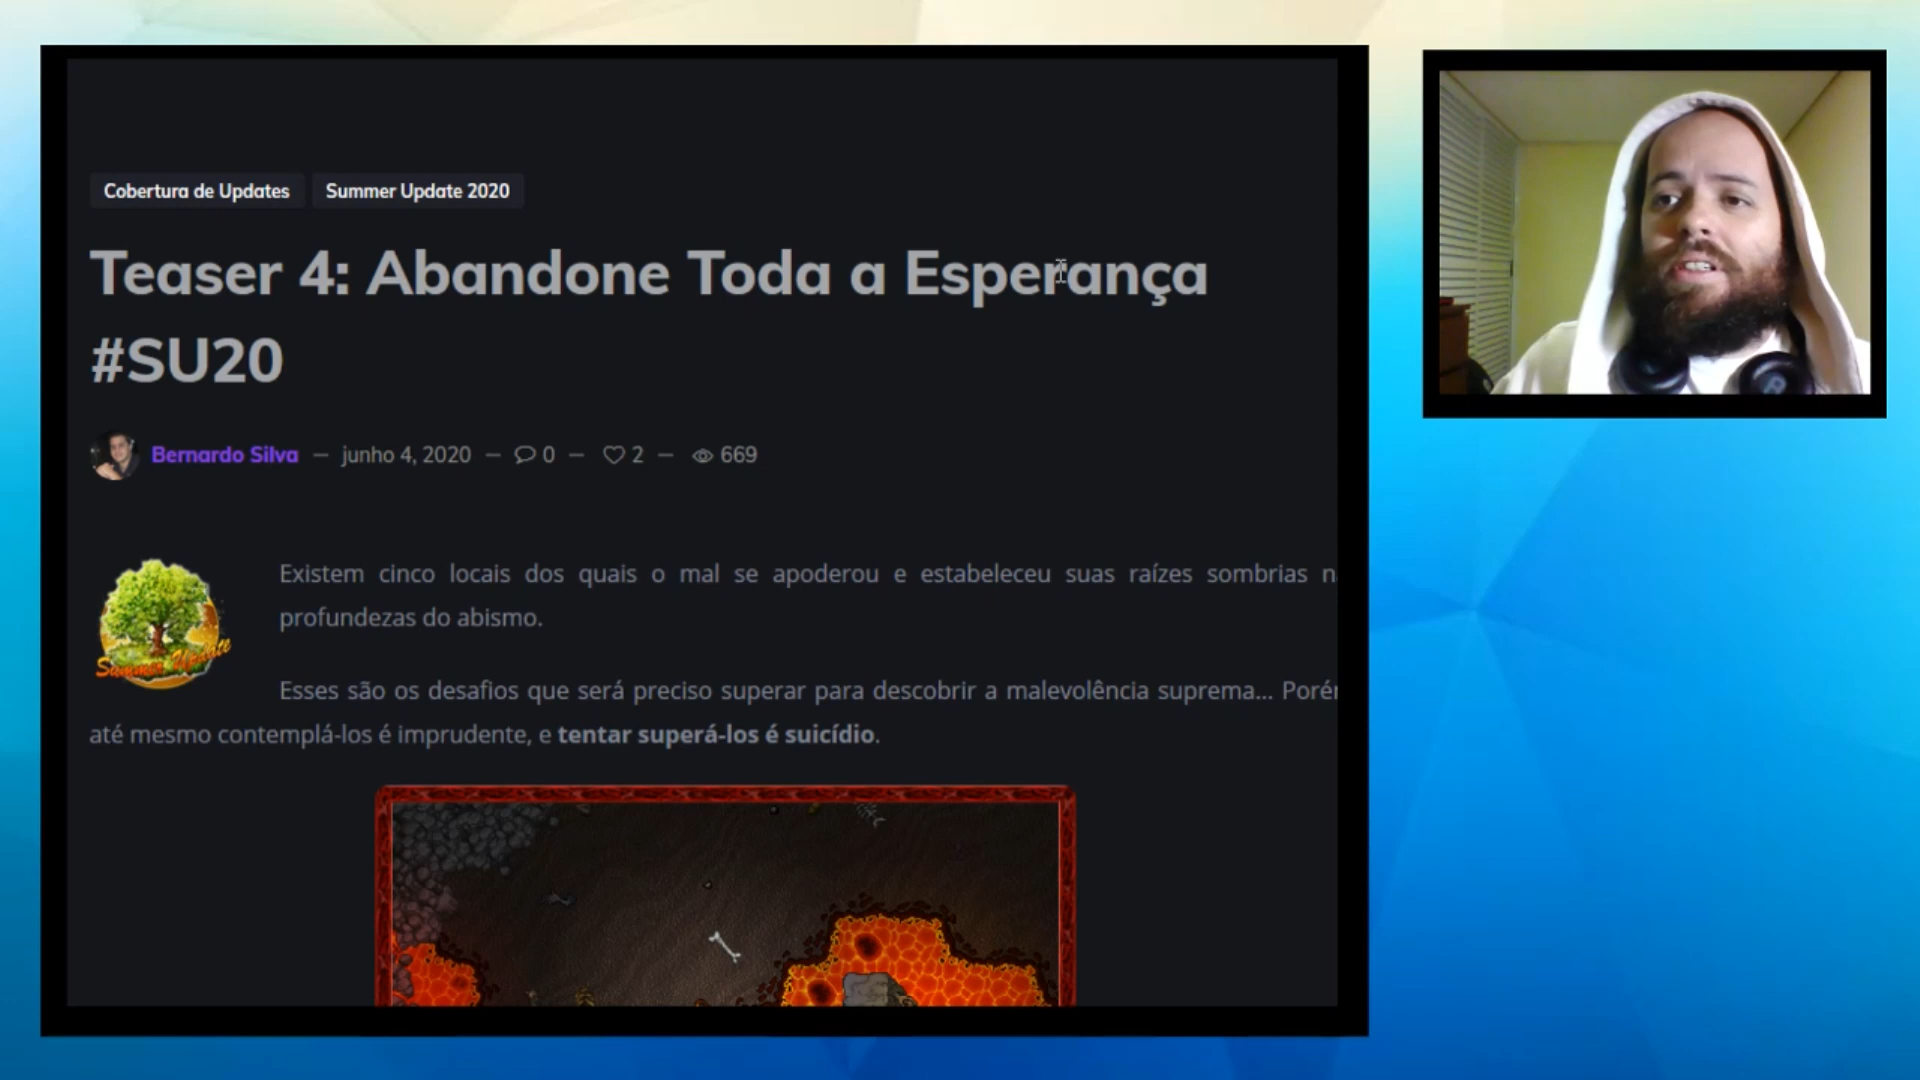 Cobertura de Updates
Summer Update 2020
Teaser 4: Abandone Toda a Esperança
#SU20
Bernardo Silva — junho 4, 2020 — 0 — 2 — 669
Existem cinco locais dos quais o mal se apoderou e estabeleceu suas raízes sombrias
profundezas do abismo.
Summer Update
Esses são os desafios que será preciso superar para descobrir a malevolência suprema...
até mesmo contemplá-los é imprudente, e tentar superá-los é suicídio.